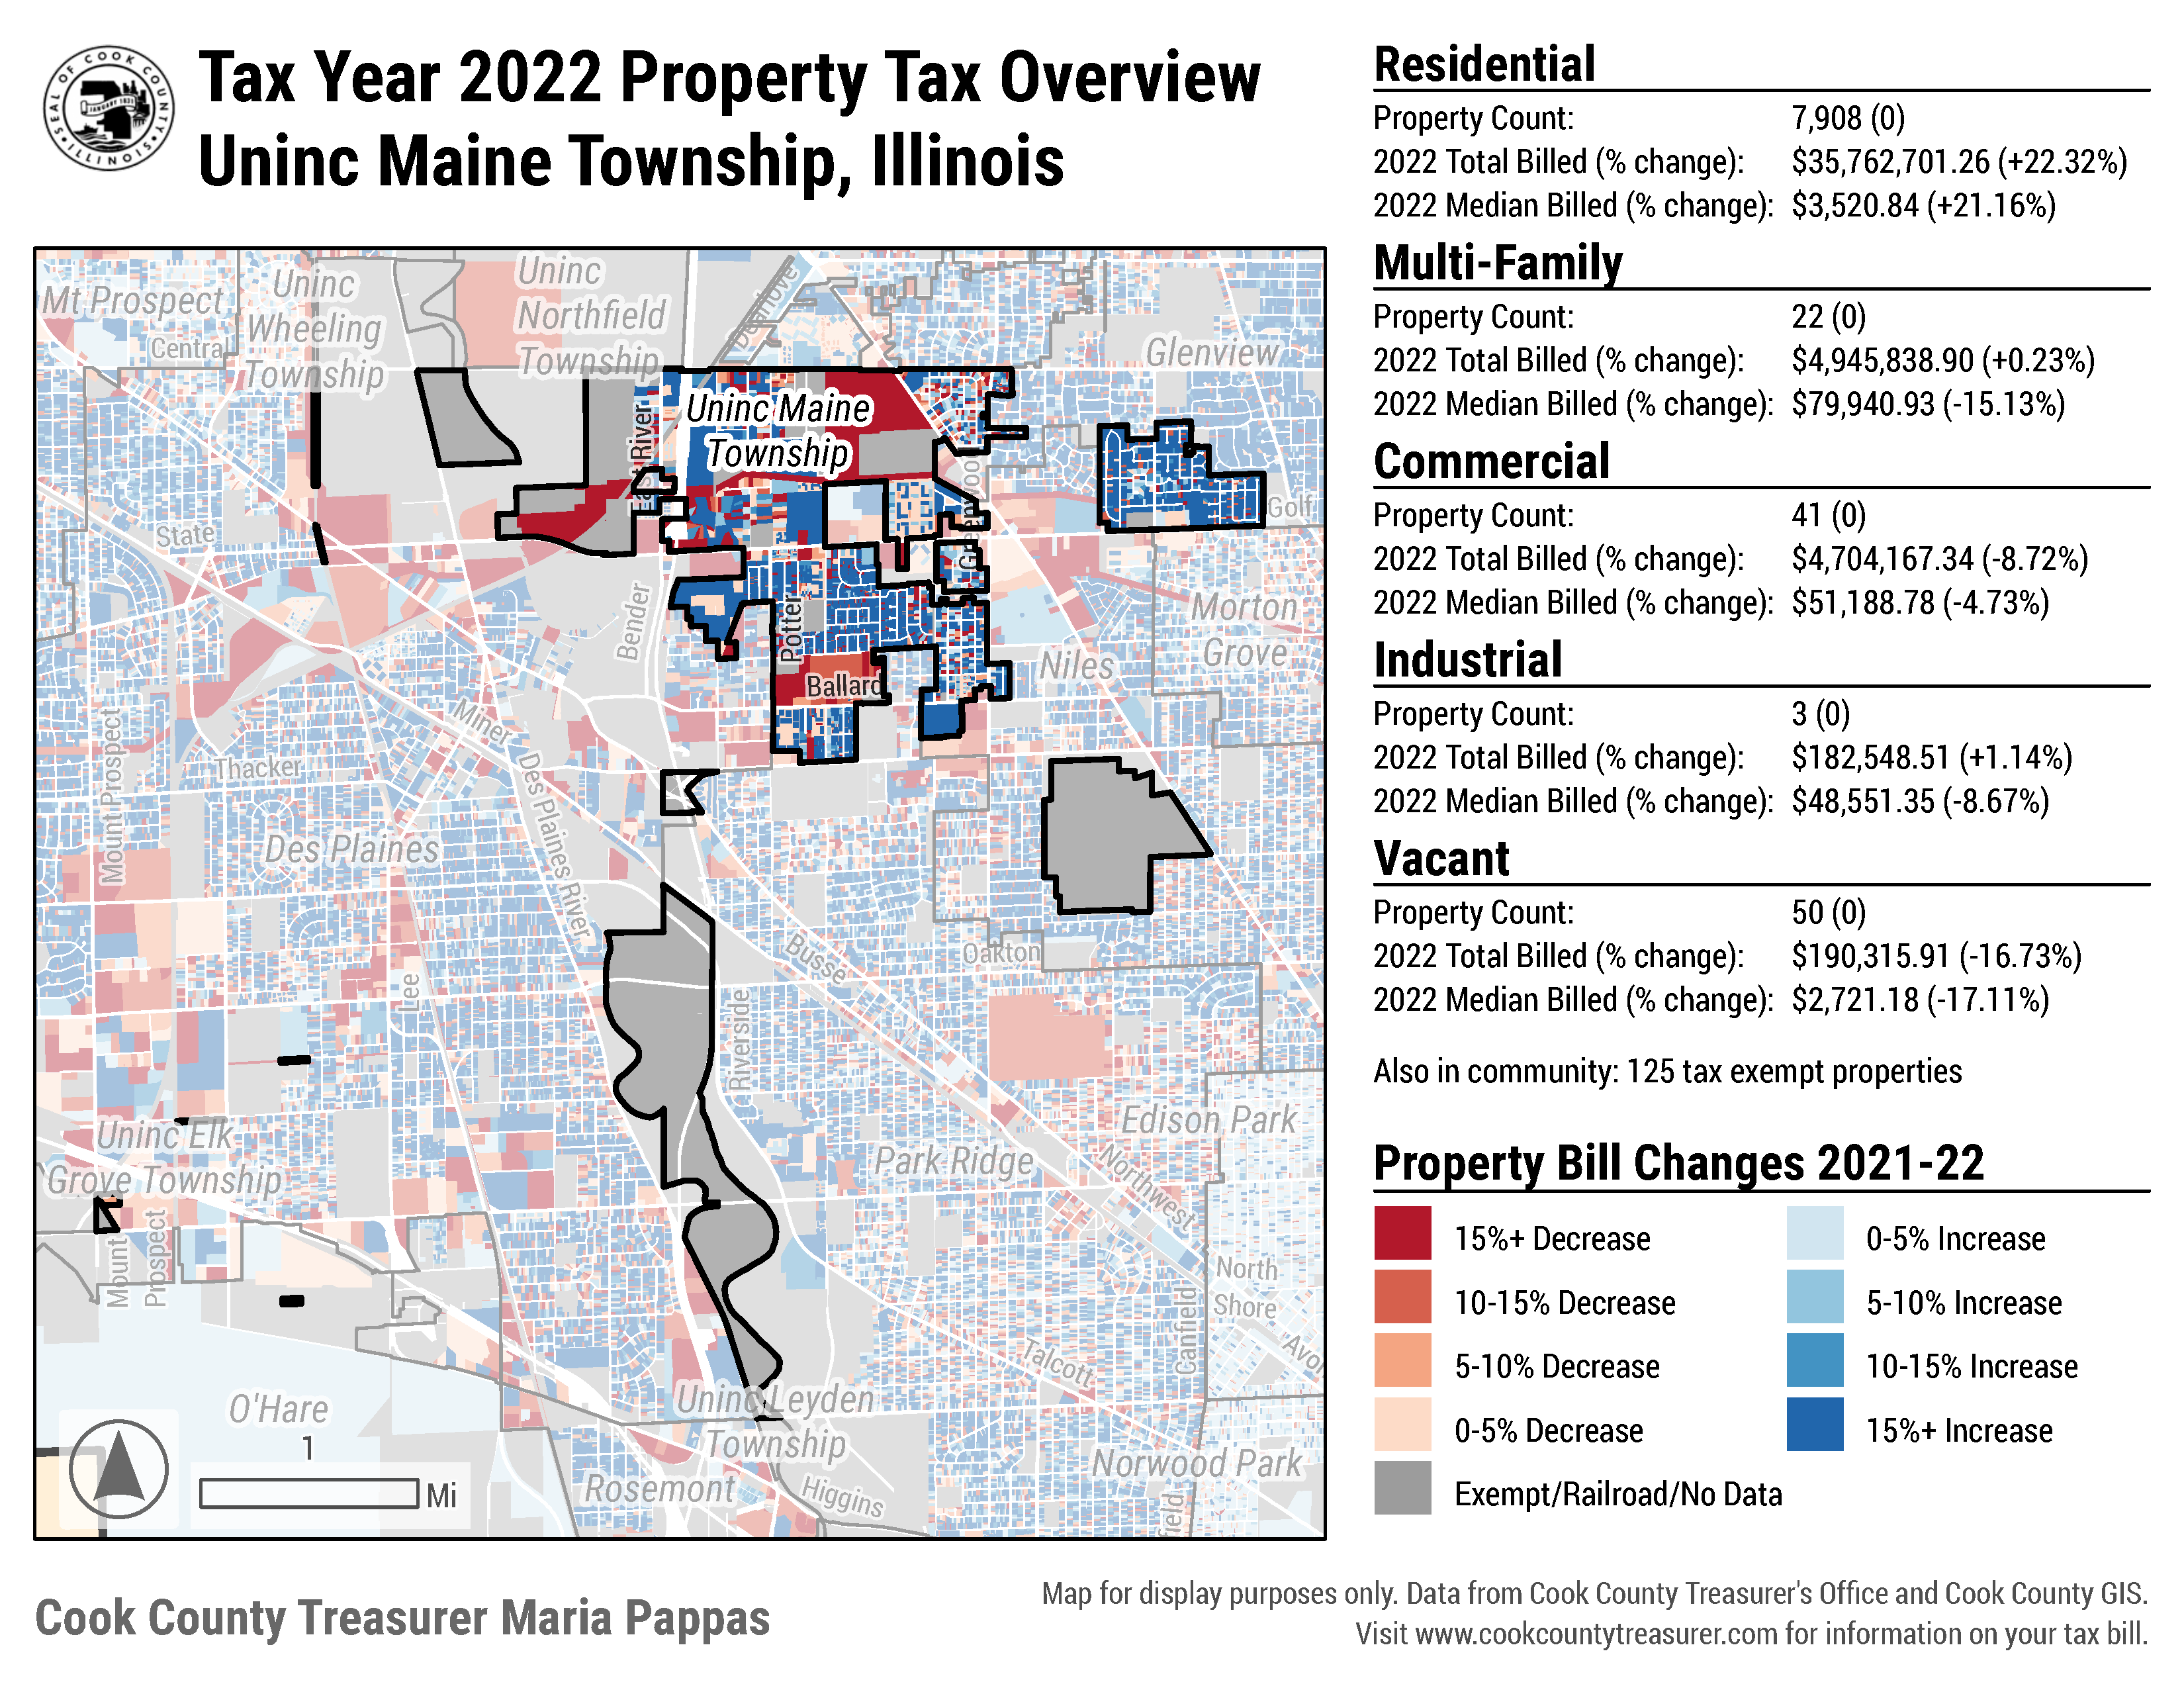 Tax Year 2022 Property Tax Overview
Uninc Maine Township, Illinois
SEAL OF COOK COUNTY ILLINOIS
JANUARY 1831
Residential
Property Count: 7,908 (0)
2022 Total Billed (% change): $35,762,701.26 (+22.32%)
2022 Median Billed (% change): $3,520.84 (+21.16%)
Multi-Family
Property Count: 22 (0)
2022 Total Billed (% change): $4,945,838.90 (+0.23%)
2022 Median Billed (% change): $79,940.93 (-15.13%)
Commercial
Property Count: 41 (0)
2022 Total Billed (% change): $4,704,167.34 (-8.72%)
2022 Median Billed (% change): $51,188.78 (-4.73%)
Industrial
Property Count: 3 (0)
2022 Total Billed (% change): $182,548.51 (+1.14%)
2022 Median Billed (% change): $48,551.35 (-8.67%)
Vacant
Property Count: 50 (0)
2022 Total Billed (% change): $190,315.91 (-16.73%)
2022 Median Billed (% change): $2,721.18 (-17.11%)
Also in community: 125 tax exempt properties
Property Bill Changes 2021-22
15%+ Decrease
10-15% Decrease
5-10% Decrease
0-5% Decrease
Exempt/Railroad/No Data
0-5% Increase
5-10% Increase
10-15% Increase
15%+ Increase
Mt Prospect
Uninc
Wheeling
Township
Uninc
Northfield
Township
Central
Glenview
Uninc Maine
Township
East River
Glenwood
Golf
State
Bender
Potter
Morton
Grove
Niles
Ballard
Miner
Mount Prospect
Thacker
Des Plaines River
Des Plaines
Busse
Oakton
Lee
Riverside
Uninc Elk
Grove Township
Edison Park
Park Ridge
Northwest
Mount
Prospect
North
Shore
Canfield
Avon
Talcott
O'Hare
Uninc Leyden
Township
Norwood Park
Rosemont
Higgins
field
1
Mi
Cook County Treasurer Maria Pappas
Map for display purposes only. Data from Cook County Treasurer's Office and Cook County GIS.
Visit www.cookcountytreasurer.com for information on your tax bill.